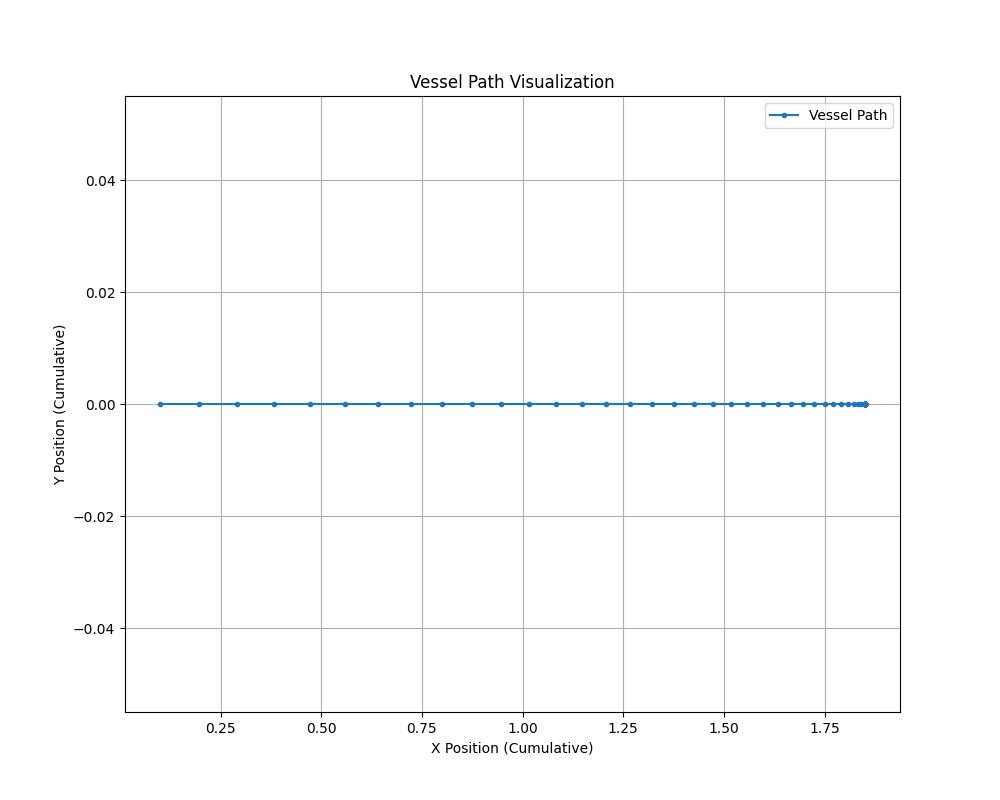 Vessel Path Visualization
Vessel Path
0.04
0.02
0.00
−0.02
−0.04
Y Position (Cumulative)
0.25 0.50 0.75 1.00 1.25 1.50 1.75
X Position (Cumulative)